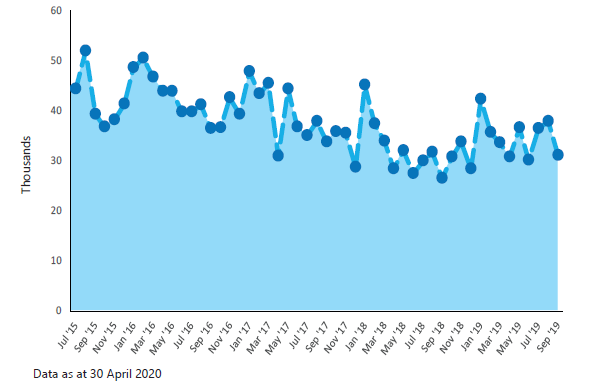 60
50
40
30
20
10
0
Thousands
Jul '15
Sep '15
Nov '15
Jan '16
Mar '16
May '16
Jul '16
Sep '16
Nov '16
Jan '17
Mar '17
May '17
Jul '17
Sep '17
Nov '17
Jan '18
Mar '18
May '18
Jul '18
Sep '18
Nov '18
Jan '19
Mar '19
May '19
Jul '19
Sep '19
Data as at 30 April 2020